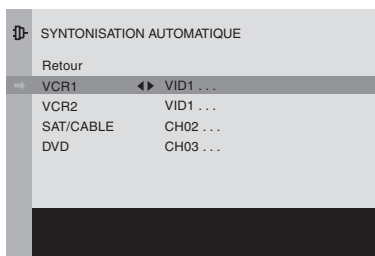 SYNTONISATION AUTOMATIQUE
Retour
VCR1 VID1 . . .
VCR2 VID1 . . .
SAT/CABLE CH02 . . .
DVD CH03 . . .